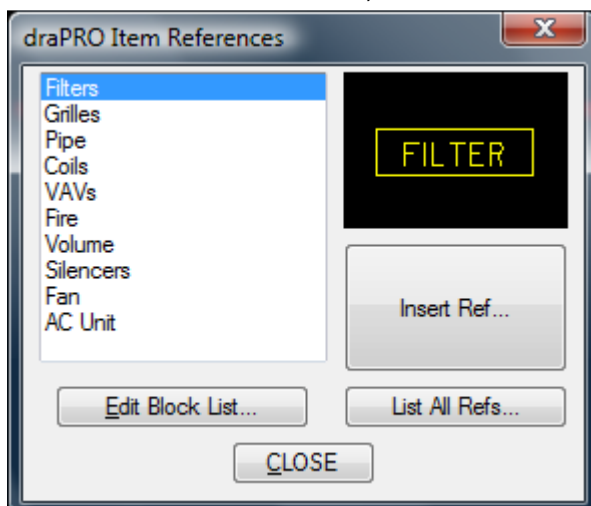 draPRO Item References
X
Filters
Grilles
Pipe
Coils
VAVs
Fire
Volume
Silencers
Fan
AC Unit
FILTER
Insert Ref...
Edit Block List...
List All Refs...
CLOSE